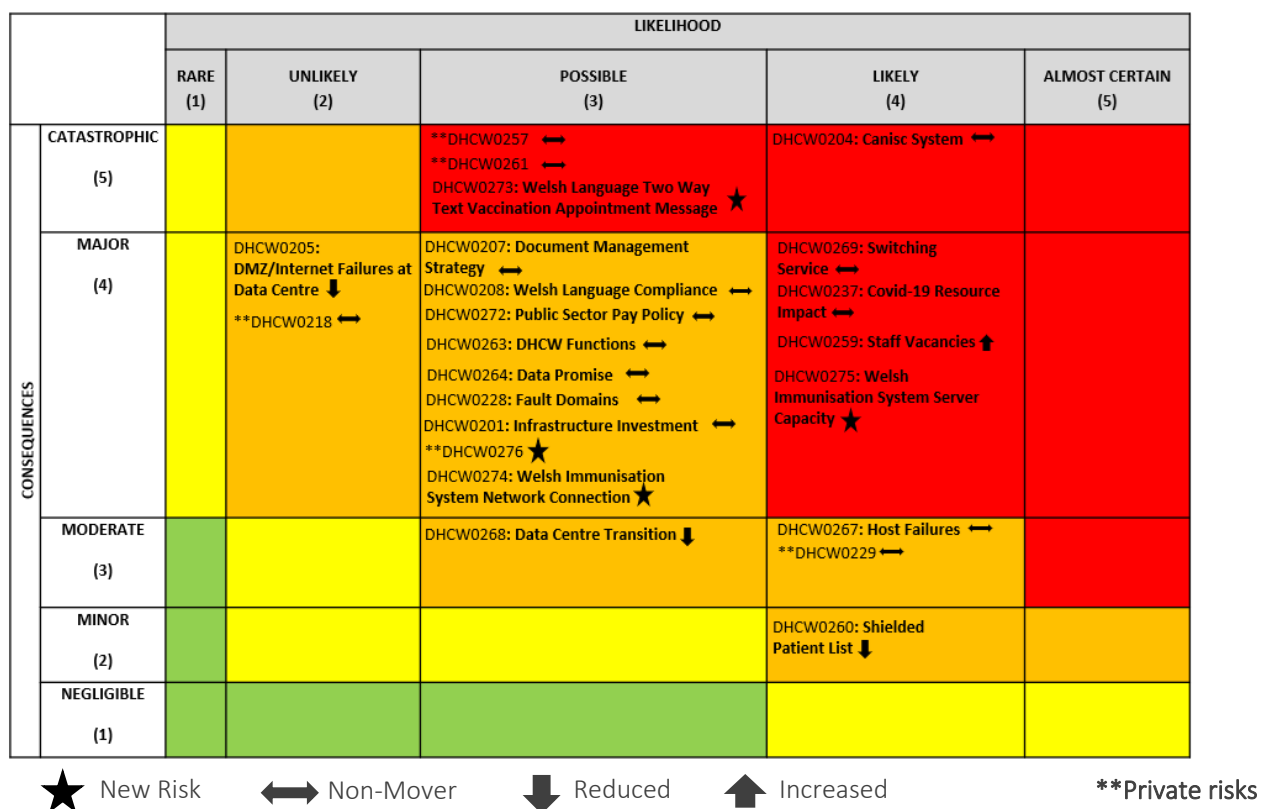 LIKELIHOOD
RARE
(1)
UNLIKELY
(2)
POSSIBLE
(3)
LIKELY
(4)
ALMOST CERTAIN
(5)
CONSEQUENCES
CATASTROPHIC
(5)
**DHCW0257
**DHCW0261
DHCW0273: Welsh Language Two Way
Text Vaccination Appointment Message
DHCW0204: Canisc System
MAJOR
(4)
DHCW0205:
DMZ/Internet Failures at
Data Centre
**DHCW0218
DHCW0207: Document Management
Strategy
DHCW0208: Welsh Language Compliance
DHCW0272: Public Sector Pay Policy
DHCW0263: DHCW Functions
DHCW0264: Data Promise
DHCW0228: Fault Domains
DHCW0201: Infrastructure Investment
**DHCW0276
DHCW0274: Welsh Immunisation
System Network Connection
DHCW0269: Switching
Service
DHCW0237: Covid-19 Resource
Impact
DHCW0259: Staff Vacancies
DHCW0275: Welsh
Immunisation System Server
Capacity
MODERATE
(3)
DHCW0268: Data Centre Transition
DHCW0267: Host Failures
**DHCW0229
MINOR
(2)
DHCW0260: Shielded
Patient List
NEGLIGIBLE
(1)
New Risk
Non-Mover
Reduced
Increased
**Private risks